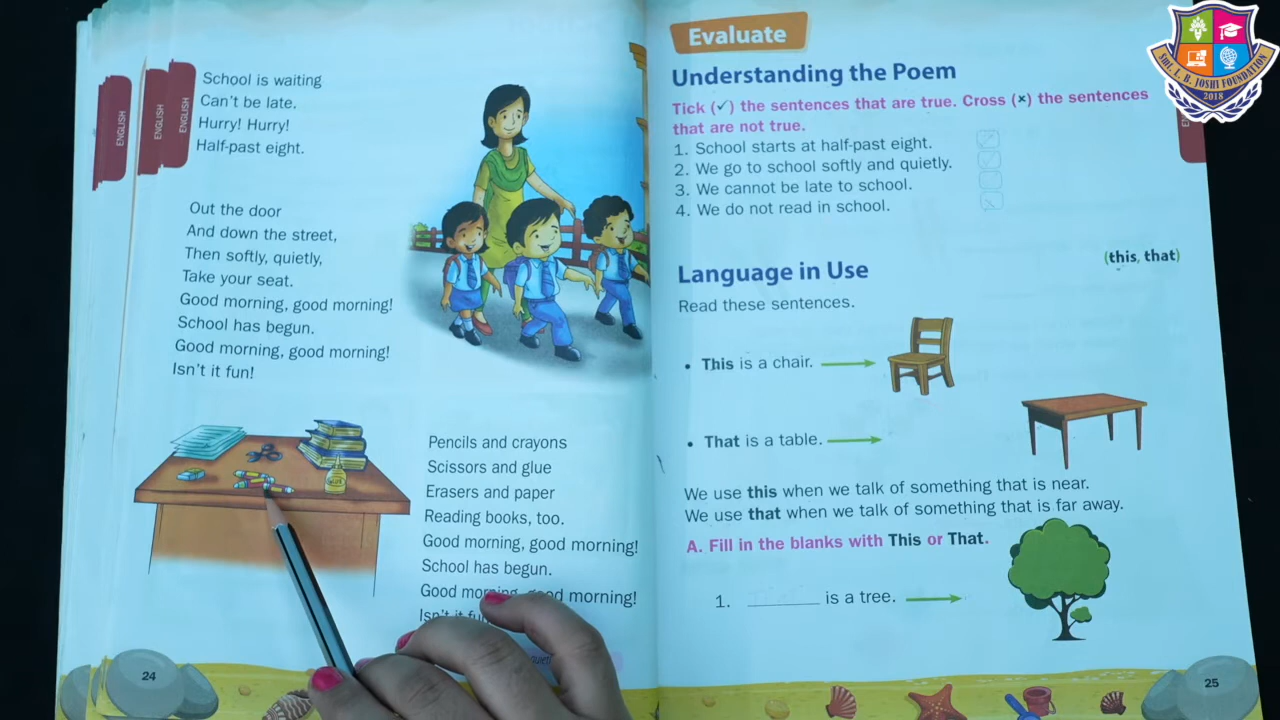 ENGLISH
ENGLISH
ENGLISH
School is waiting
Can't be late.
Hurry! Hurry!
Half-past eight.
Out the door
And down the street,
Then softly, quietly,
Take your seat.
Good morning, good morning!
School has begun.
Good morning, good morning!
Isn't it fun!
Pencils and crayons
Scissors and glue
Erasers and paper
Reading books, too.
Good morning, good morning!
School has begun.
Good morning, good morning!
Isn't it
24
Evaluate
Understanding the Poem
Tick (✓) the sentences that are true. Cross (×) the sentences
that are not true.
1. School starts at half-past eight.
2. We go to school softly and quietly.
3. We cannot be late to school.
4. We do not read in school.
Language in Use
(this, that)
Read these sentences.
• This is a chair.
• That is a table.
We use this when we talk of something that is near.
We use that when we talk of something that is far away.
A. Fill in the blanks with This or That.
1. ________ is a tree.
25
SMT. L. B. JOSHI FOUNDATION
2018